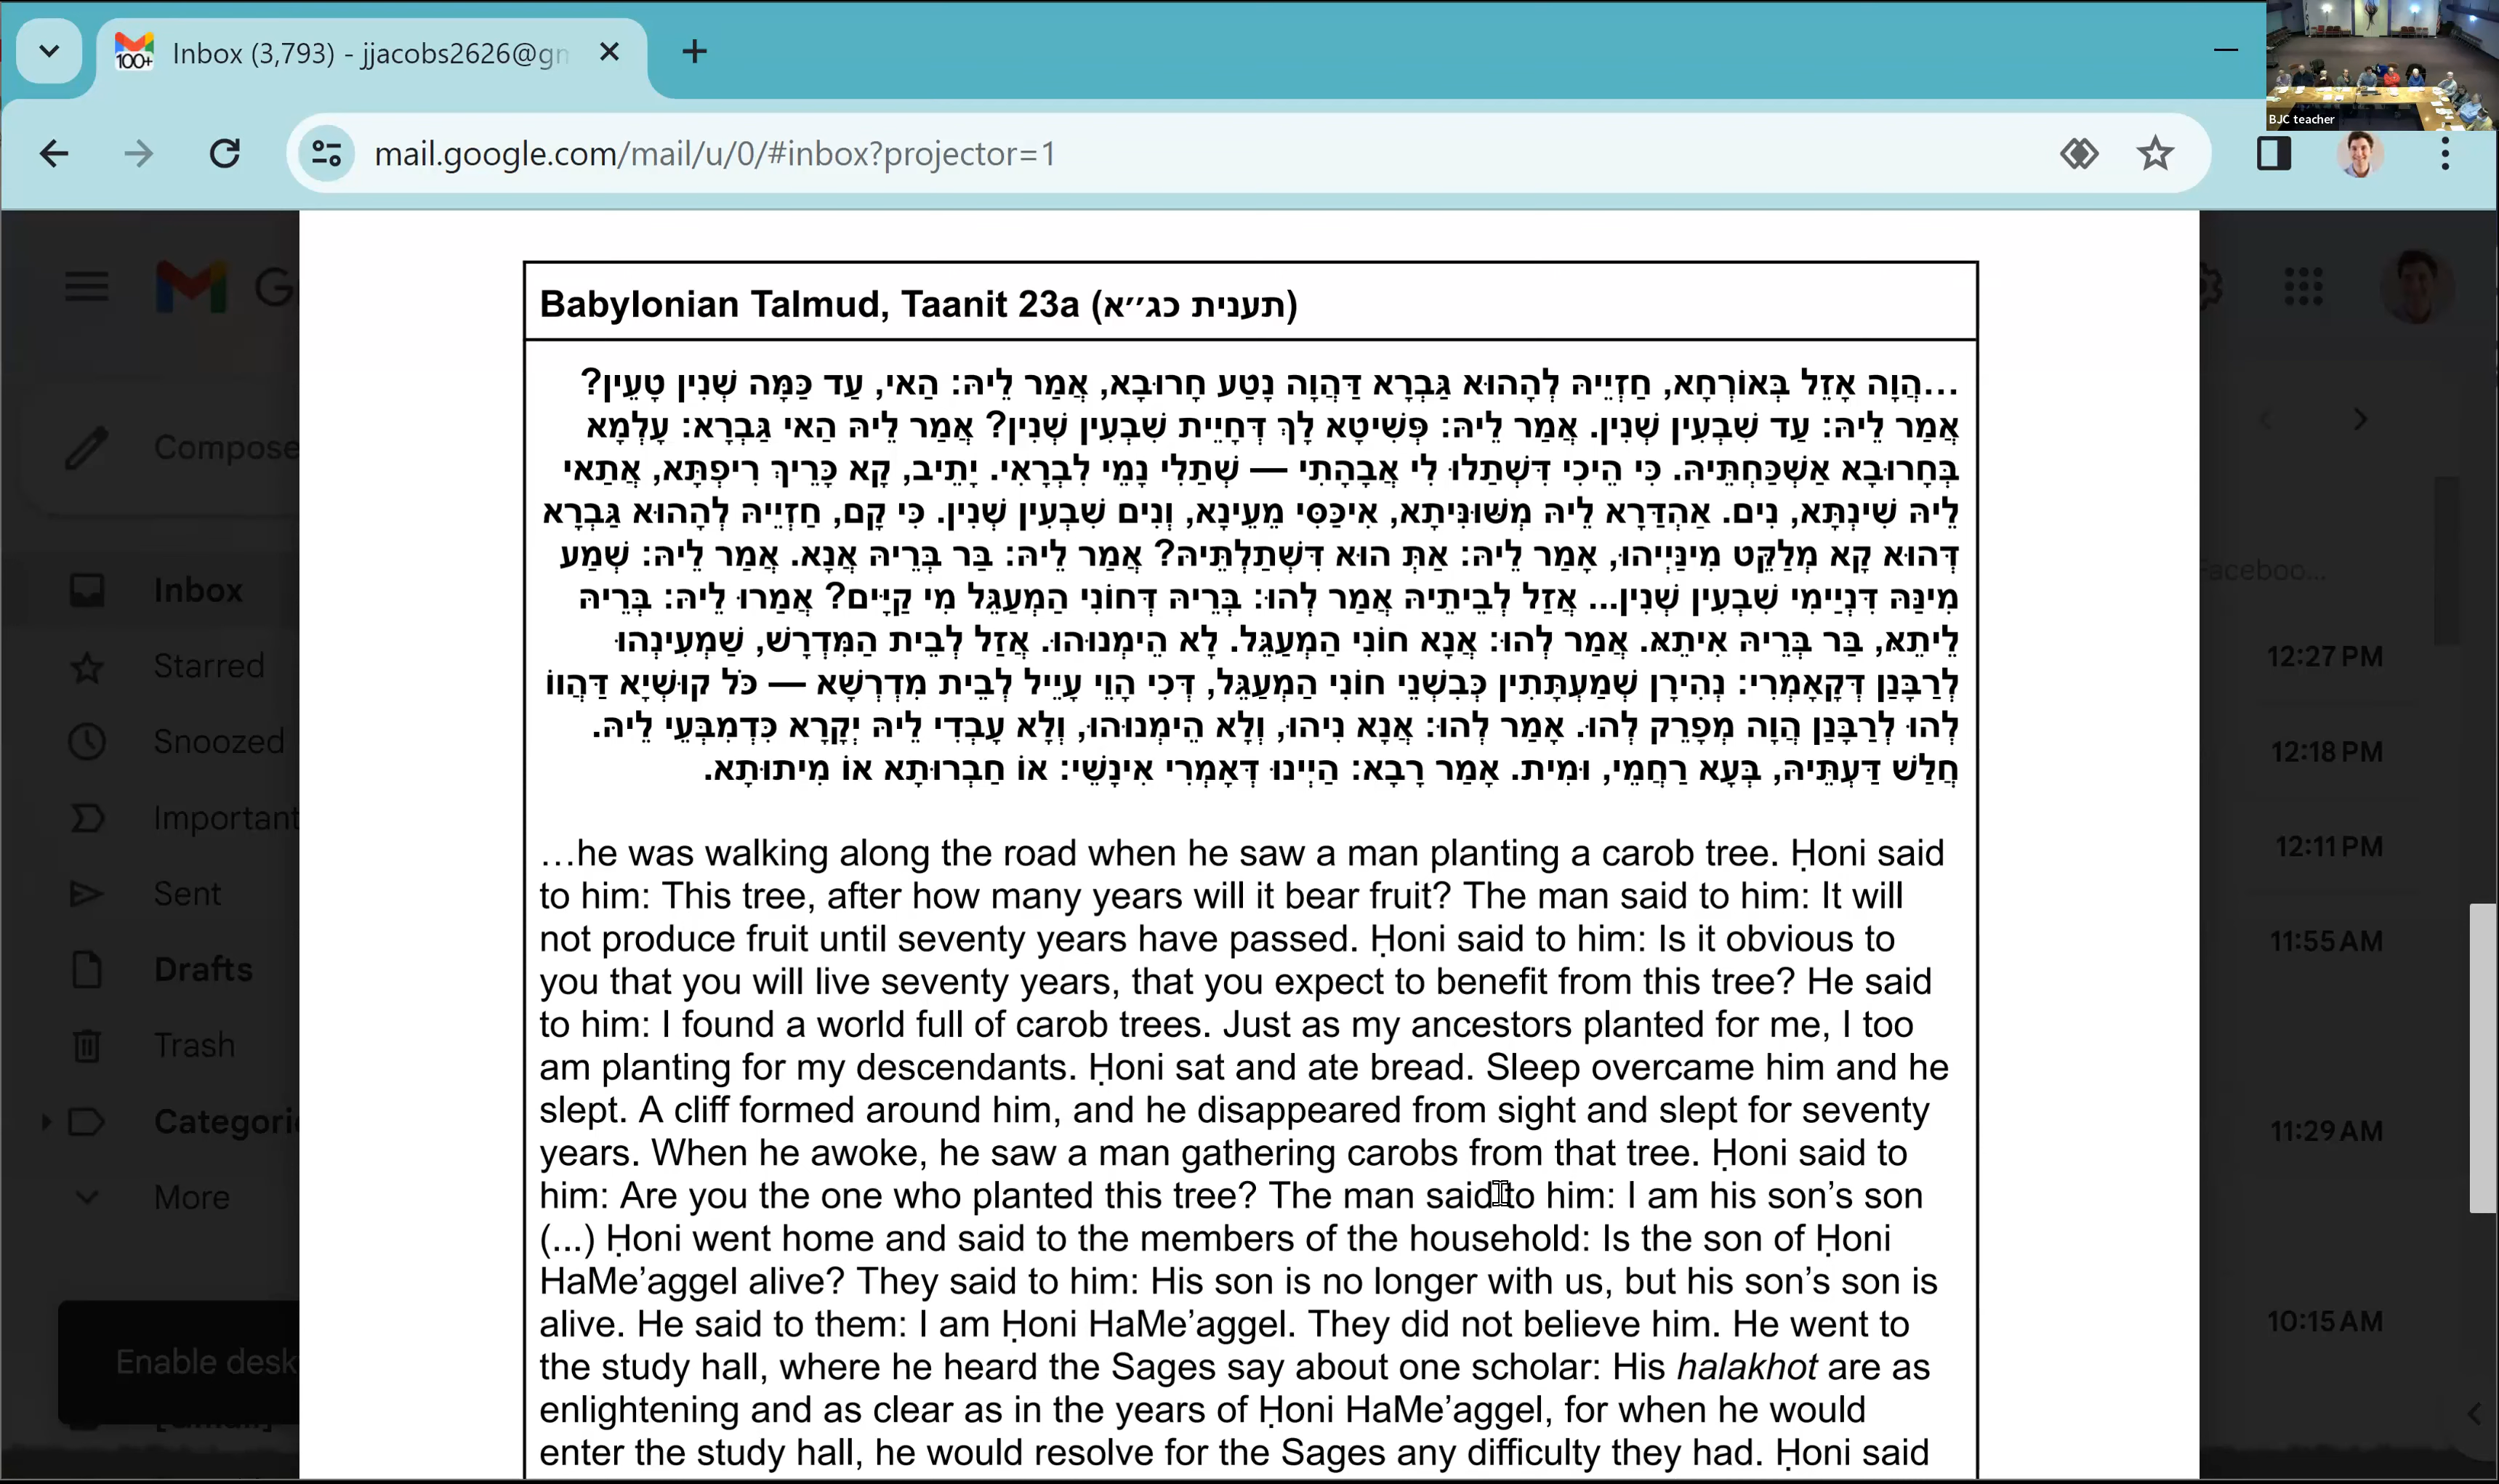 Inbox (3,793) - jjacobs2626@gm
100+
BJC teacher
mail.google.com/mail/u/0/#inbox?projector=1
G
Compose
Inbox
Starred
Snoozed
Important
Sent
Drafts
Trash
Categori
More
Enable desk
[Gmail]
Babylonian Talmud, Taanit 23a (תענית כג״א)
…הֲוָה אָזֵל בְּאוֹרְחָא, חַזְיֵיהּ לְהָהוּא גַּבְרָא דַּהֲוָה נָטַע חָרוּבָא, אֲמַר לֵיהּ: הַאי, עַד כַּמָּה שְׁנִין טָעֵין?
אֲמַר לֵיהּ: עַד שִׁבְעִין שְׁנִין. אֲמַר לֵיהּ: פְּשִׁיטָא לָךְ דְּחָיֵית שִׁבְעִין שְׁנִין? אֲמַר לֵיהּ הַאי גַּבְרָא: עָלְמָא
בְּחָרוּבָא אַשְׁכַּחְתֵּיהּ. כִּי הֵיכִי דִּשְׁתַלוּ לִי אֲבָהָתִי — שְׁתַלִי נָמֵי לִבְרָאִי. יָתֵיב, קָא כָּרֵיךְ רִיפְתָּא, אֲתַאי
לֵיהּ שִׁינְתָּא, נִים. אַהְדַּרָא לֵיהּ מְשׁוּנִּיתָא, אִיכַּסִּי מֵעֵינָא, וְנִים שִׁבְעִין שְׁנִין. כִּי קָם, חַזְיֵיהּ לְהָהוּא גַּבְרָא
דְּהוּא קָא מְלַקֵּט מִינַּיְיהוּ, אֲמַר לֵיהּ: אַתְּ הוּא דִּשְׁתַלְתֵּיהּ? אֲמַר לֵיהּ: בַּר בְּרֵיהּ אֲנָא. אֲמַר לֵיהּ: שְׁמַע
מִינַּהּ דִּנְיַימִי שִׁבְעִין שְׁנִין... אֲזַל לְבֵיתֵיהּ אֲמַר לְהוּ: בְּרֵיהּ דְּחוֹנִי הַמְעַגֵּל מִי קַיָּים? אֲמַרוּ לֵיהּ: בְּרֵיהּ
לֵיתֵא, בַּר בְּרֵיהּ אִיתֵא. אֲמַר לְהוּ: אֲנָא חוֹנִי הַמְעַגֵּל. לָא הֵימְנוּהוּ. אֲזַל לְבֵית הַמִּדְרָשׁ, שַׁמְעִינְהוּ
לְרַבָּנַן דְּקָאָמְרִי: נְהִירָן שְׁמַעְתָּתִין כְּבִשְׁנֵי חוֹנִי הַמְעַגֵּל, דְּכִי הָוֵי עָיֵיל לְבֵית מִדְרְשָׁא — כֹּל קוּשְׁיָא דַּהֲווֹ
לְהוּ לְרַבָּנַן הֲוָה מְפָרֵק לְהוּ. אֲמַר לְהוּ: אֲנָא נִיהוּ, וְלָא הֵימְנוּהוּ, וְלָא עָבְדִי לֵיהּ יְקָרָא כִּדְמִבְּעֵי לֵיהּ.
חֲלַשׁ דַּעְתֵּיהּ, בְּעָא רַחֲמֵי, וּמִית. אֲמַר רָבָא: הַיְינוּ דְּאָמְרִי אִינָשֵׁי: אוֹ חַבְרוּתָא אוֹ מִיתוּתָא.
…he was walking along the road when he saw a man planting a carob tree. Ḥoni said
to him: This tree, after how many years will it bear fruit? The man said to him: It will
not produce fruit until seventy years have passed. Ḥoni said to him: Is it obvious to
you that you will live seventy years, that you expect to benefit from this tree? He said
to him: I found a world full of carob trees. Just as my ancestors planted for me, I too
am planting for my descendants. Ḥoni sat and ate bread. Sleep overcame him and he
slept. A cliff formed around him, and he disappeared from sight and slept for seventy
years. When he awoke, he saw a man gathering carobs from that tree. Ḥoni said to
him: Are you the one who planted this tree? The man said to him: I am his son’s son
(...) Ḥoni went home and said to the members of the household: Is the son of Ḥoni
HaMe’aggel alive? They said to him: His son is no longer with us, but his son’s son is
alive. He said to them: I am Ḥoni HaMe’aggel. They did not believe him. He went to
the study hall, where he heard the Sages say about one scholar: His halakhot are as
enlightening and as clear as in the years of Ḥoni HaMe’aggel, for when he would
enter the study hall, he would resolve for the Sages any difficulty they had. Ḥoni said
Faceboo...
12:27 PM
12:18 PM
12:11 PM
11:55 AM
11:29 AM
10:15 AM